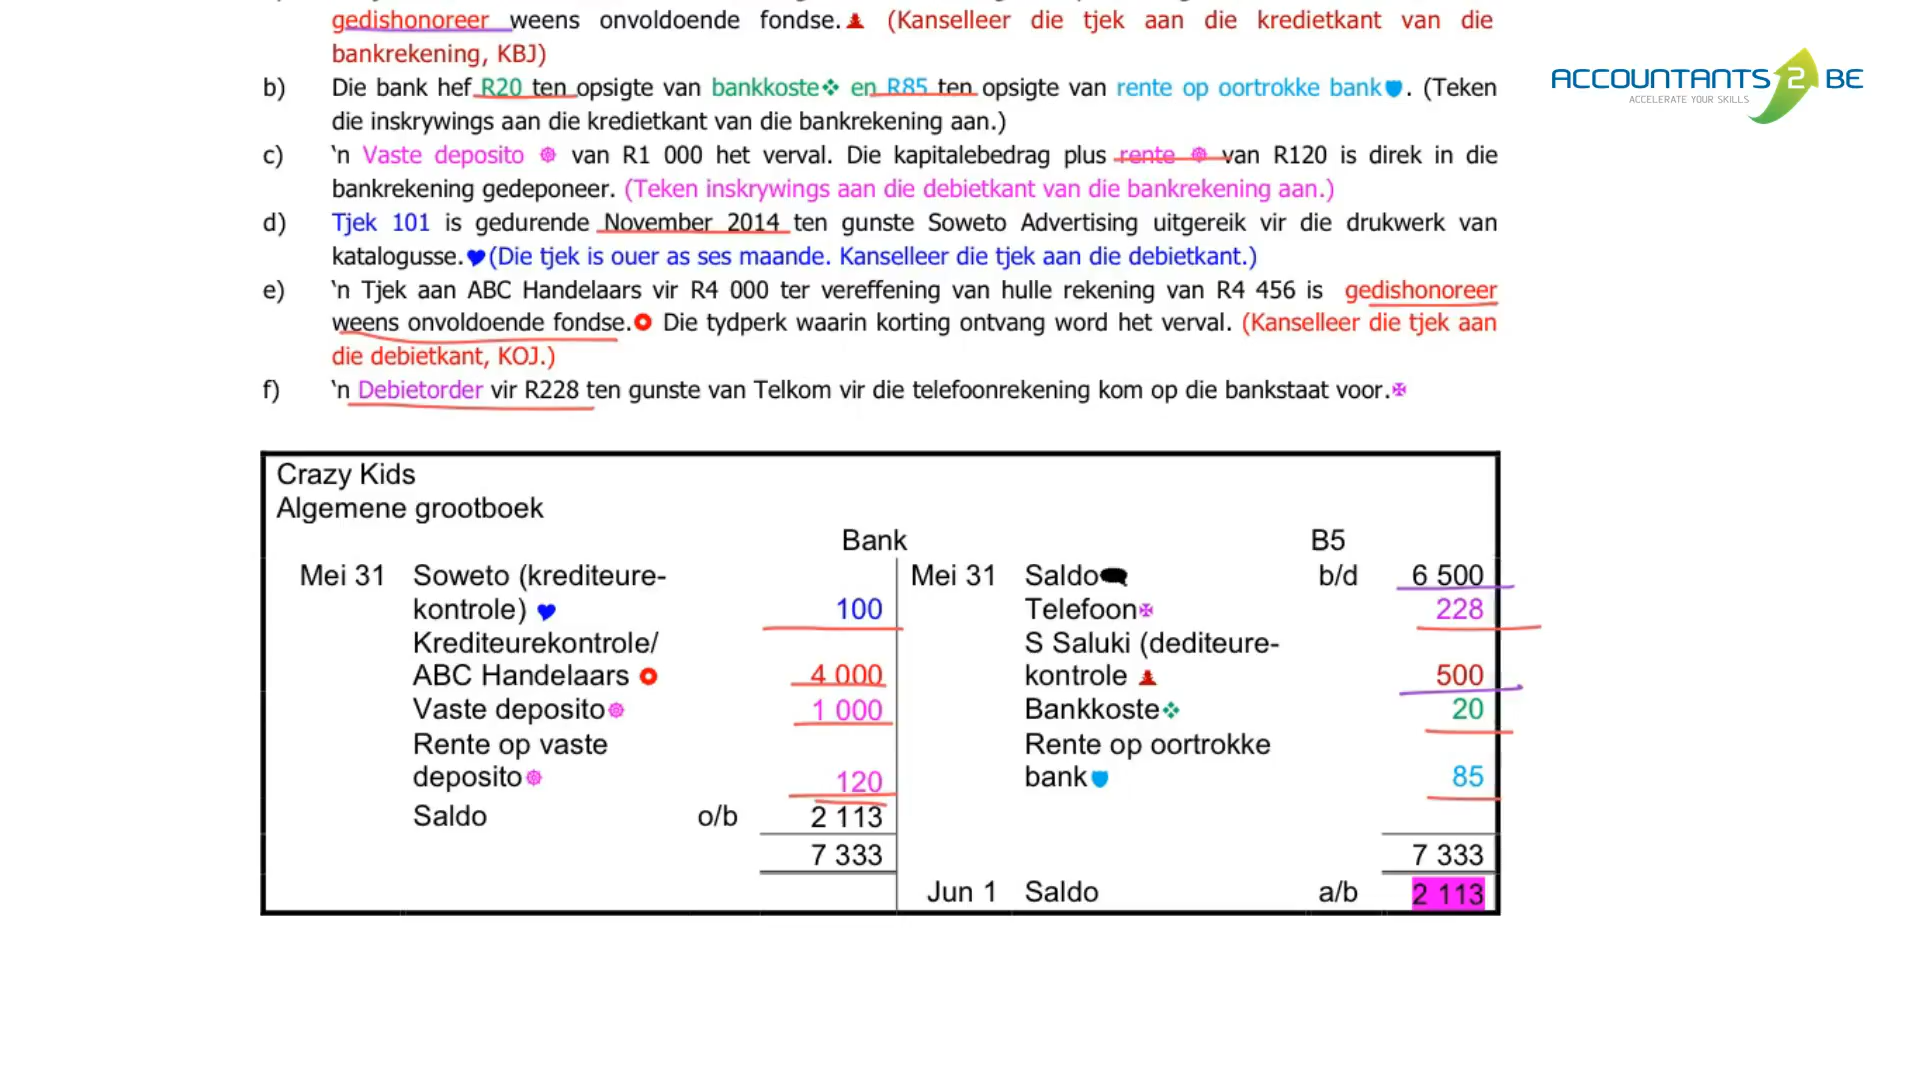 gedishonoreer weens onvoldoende fondse. (Kanselleer die tjek aan die kredietkant van die
bankrekening, KBJ)
ACCOUNTANTS 2 BE
ACCELERATE YOUR SKILLS
b) Die bank hef R20 ten opsigte van bankkoste en R85 ten opsigte van rente op oortrokke bank. (Teken
die inskrywings aan die kredietkant van die bankrekening aan.)
c) ‘n Vaste deposito van R1 000 het verval. Die kapitalebedrag plus rente van R120 is direk in die
bankrekening gedeponeer. (Teken inskrywings aan die debietkant van die bankrekening aan.)
d) Tjek 101 is gedurende November 2014 ten gunste Soweto Advertising uitgereik vir die drukwerk van
katalogusse. (Die tjek is ouer as ses maande. Kanselleer die tjek aan die debietkant.)
e) ‘n Tjek aan ABC Handelaars vir R4 000 ter vereffening van hulle rekening van R4 456 is gedishonoreer
weens onvoldoende fondse. Die tydperk waarin korting ontvang word het verval. (Kanselleer die tjek aan
die debietkant, KOJ.)
f) ‘n Debietorder vir R228 ten gunste van Telkom vir die telefoonrekening kom op die bankstaat voor.
Crazy Kids
Algemene grootboek
Bank B5
Mei 31 Soweto (krediteure- Mei 31 Saldo b/d 6 500
kontrole) 100 Telefoon 228
Krediteurekontrole/ S Saluki (dediteure-
ABC Handelaars 4 000 kontrole 500
Vaste deposito 1 000 Bankkoste 20
Rente op vaste Rente op oortrokke
deposito 120 bank 85
Saldo o/b 2 113
7 333 7 333
Jun 1 Saldo a/b 2 113